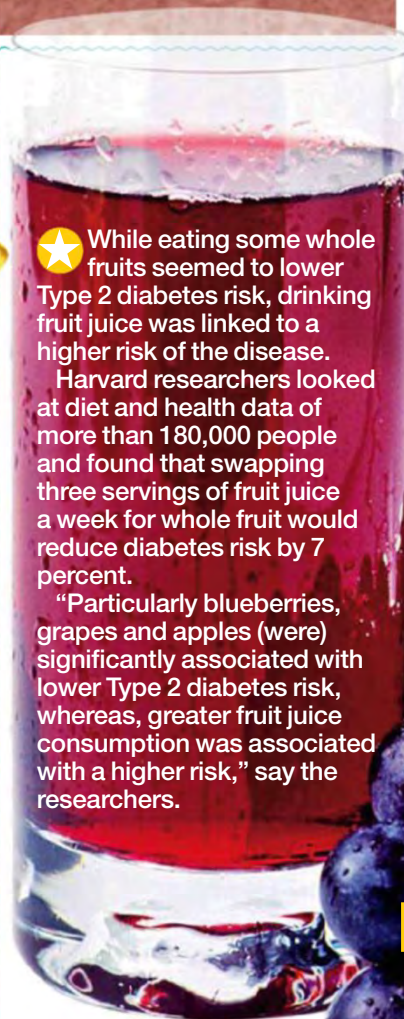 While eating some whole
fruits seemed to lower
Type 2 diabetes risk, drinking
fruit juice was linked to a
higher risk of the disease.
Harvard researchers looked
at diet and health data of
more than 180,000 people
and found that swapping
three servings of fruit juice
a week for whole fruit would
reduce diabetes risk by 7
percent.
“Particularly blueberries,
grapes and apples (were)
significantly associated with
lower Type 2 diabetes risk,
whereas, greater fruit juice
consumption was associated
with a higher risk,” say the
researchers.